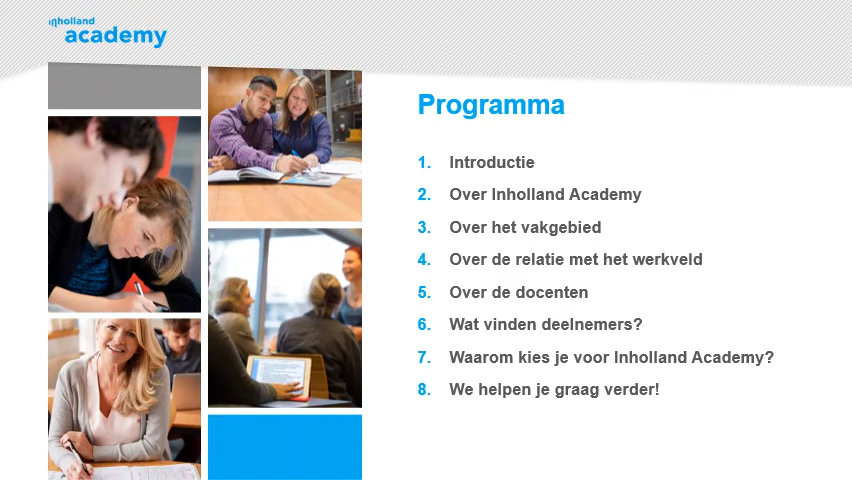 inholland
academy
Programma
1. Introductie
2. Over Inholland Academy
3. Over het vakgebied
4. Over de relatie met het werkveld
5. Over de docenten
6. Wat vinden deelnemers?
7. Waarom kies je voor Inholland Academy?
8. We helpen je graag verder!